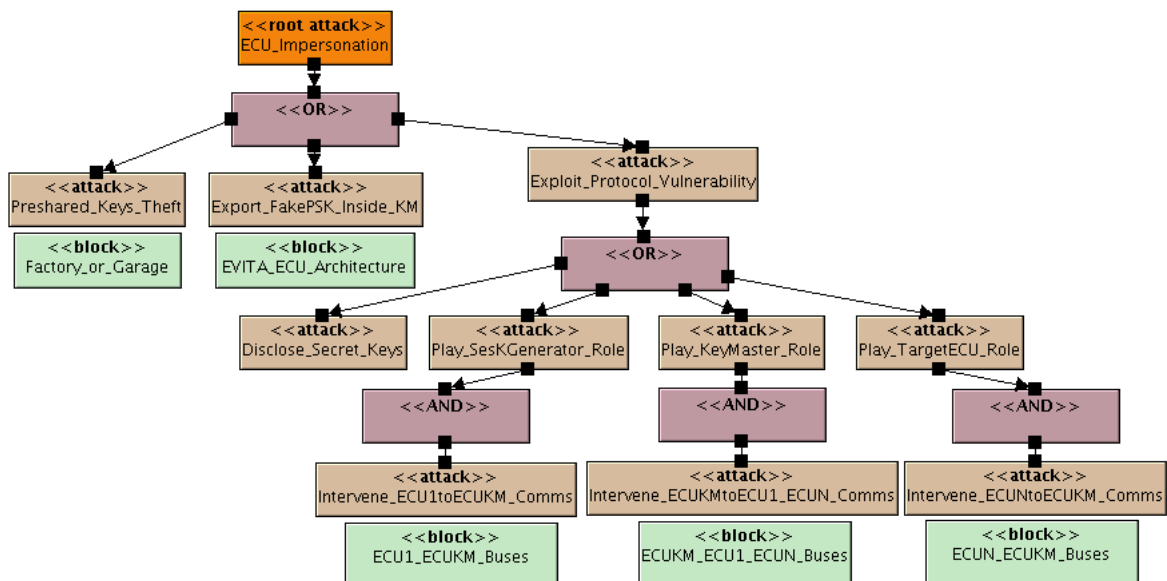 <<root attack>>
ECU_Impersonation
<<OR>>
<<attack>>
Preshared_Keys_Theft
<<attack>>
Export_FakePSK_Inside_KM
<<attack>>
Exploit_Protocol_Vulnerability
<<block>>
Factory_or_Garage
<<block>>
EVITA_ECU_Architecture
<<OR>>
<<attack>>
Disclose_Secret_Keys
<<attack>>
Play_SesKGenerator_Role
<<attack>>
Play_KeyMaster_Role
<<attack>>
Play_TargetECU_Role
<<AND>>
<<AND>>
<<AND>>
<<attack>>
Intervene_ECU1toECUKM_Comms
<<attack>>
Intervene_ECUKMtoECU1_ECUN_Comms
<<attack>>
Intervene_ECUNtoECUKM_Comms
<<block>>
ECU1_ECUKM_Buses
<<block>>
ECUKM_ECU1_ECUN_Buses
<<block>>
ECUN_ECUKM_Buses